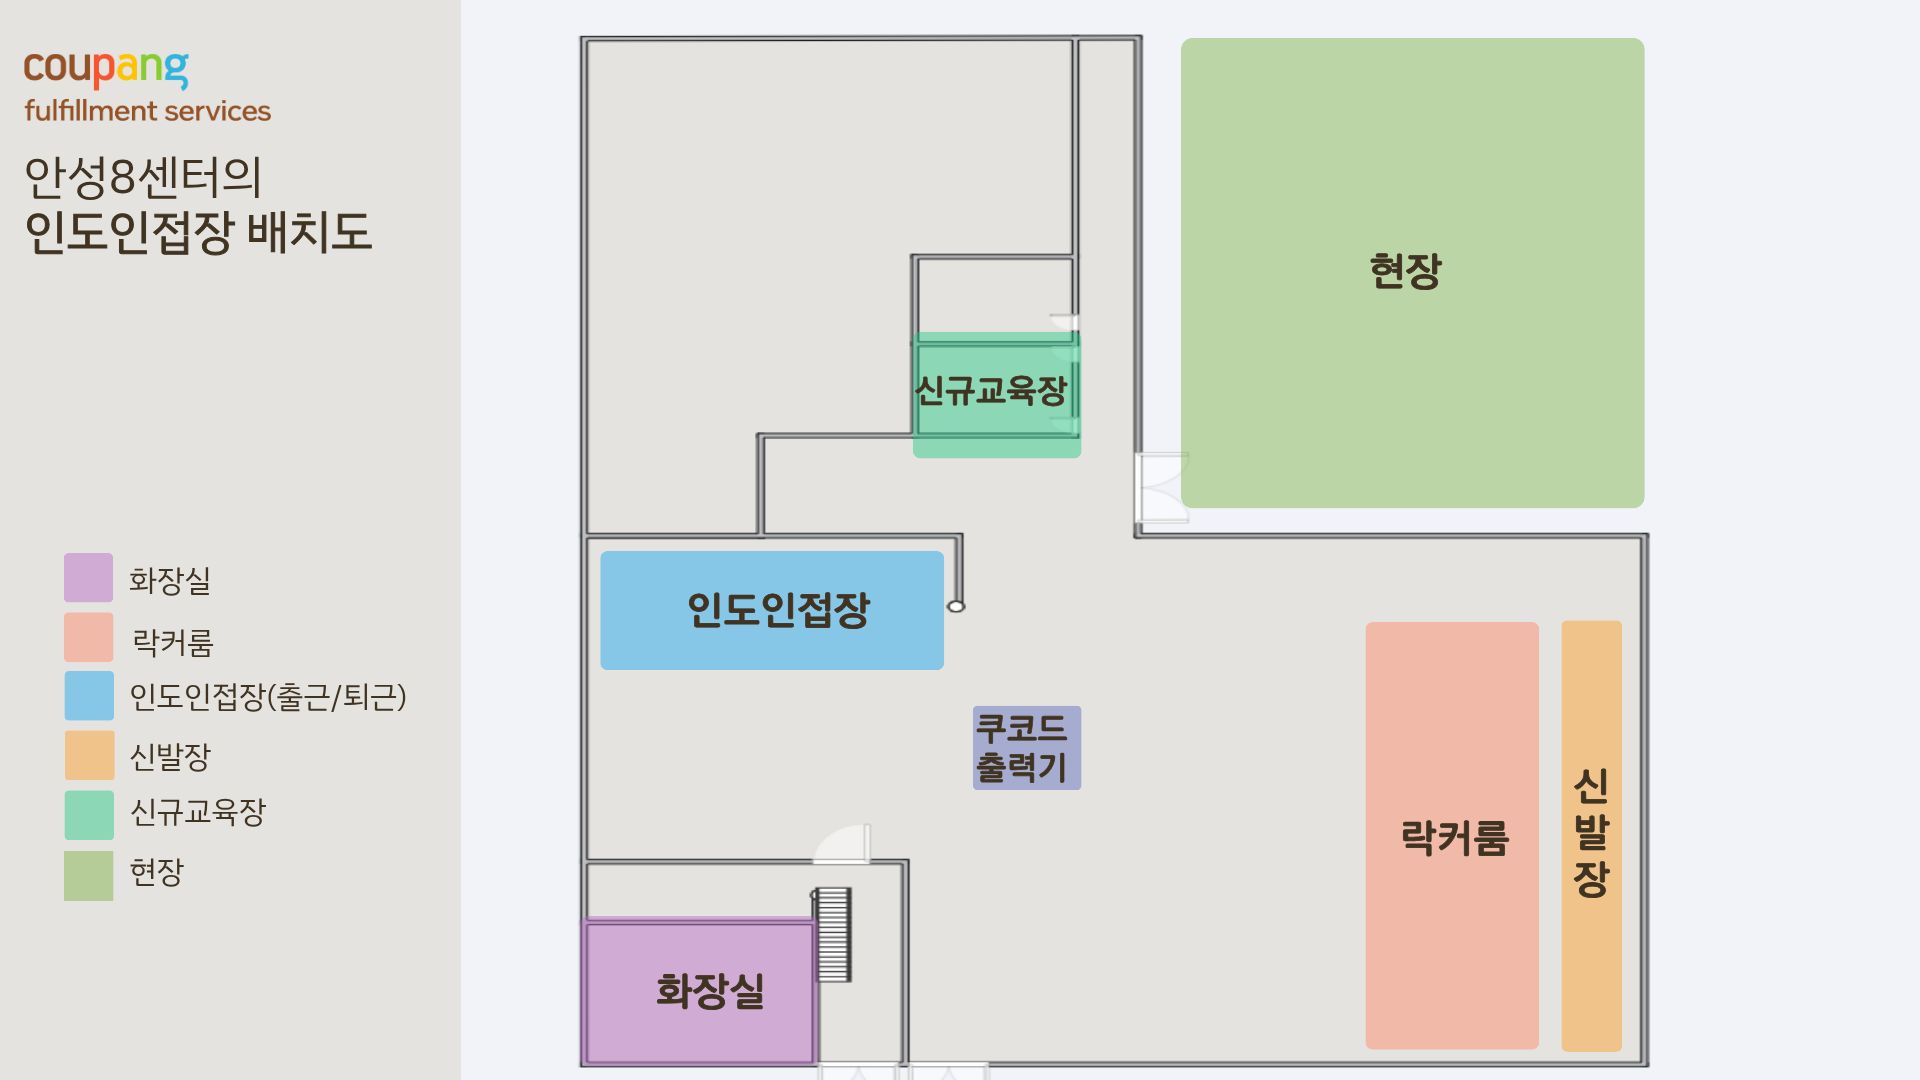 coupang
fulfillment services
안성8센터의
인도인접장 배치도
화장실
락커룸
인도인접장(출근/퇴근)
신발장
신규교육장
현장
현장
신규교육장
인도인접장
쿠코드
출력기
락커룸
신
발
장
화장실